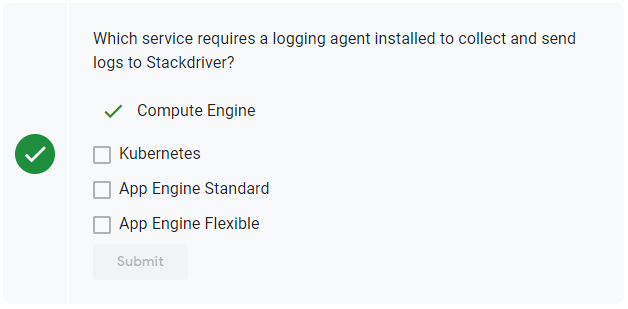 Which service requires a logging agent installed to collect and send
logs to Stackdriver?
Compute Engine
Kubernetes
App Engine Standard
App Engine Flexible
Submit